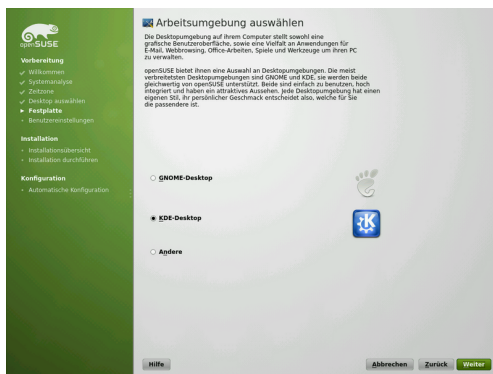 openSUSE
Vorbereitung
Willkommen
Systemanalyse
Zeitzone
Desktop auswählen
Festplatte
Benutzereinstellungen
Installation
Installationsübersicht
Installation durchführen
Konfiguration
Automatische Konfiguration
Arbeitsumgebung auswählen
Die Desktopumgebung auf ihrem Computer stellt sowohl eine
grafische Benutzeroberfläche, sowie eine Vielfalt an Anwendungen für
E-Mail, Webbrowsing, Office-Arbeiten, Spiele und Werkzeuge um ihren PC
zu verwalten.
openSUSE bietet ihnen eine Auswahl an Desktopumgebungen. Die meist
verbreitetsten Desktopumgebungen sind GNOME und KDE, sie werden beide
gleichwertig von openSUSE unterstützt. Beide sind einfach zu benutzen, hoch
integriert und haben ein attraktives Aussehen. Jede Desktopumgebung hat einen
eigenen Stil, ihr persönlicher Geschmack entscheidet also, welche für Sie
die passendere ist.
GNOME-Desktop
KDE-Desktop
K
Andere
Hilfe
Abbrechen
Zurück
Weiter